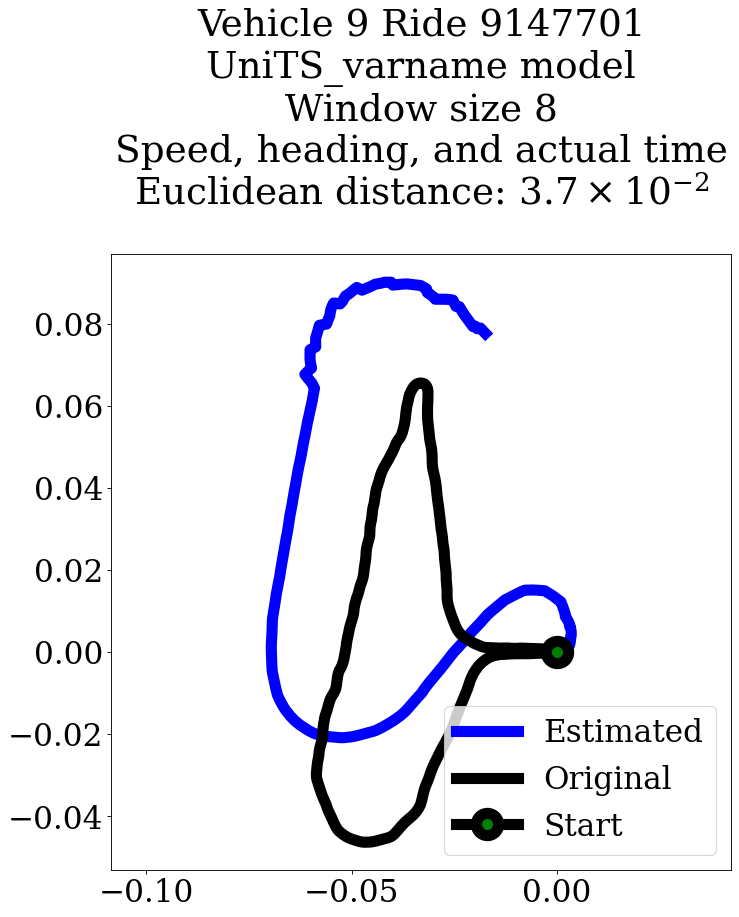 Vehicle 9 Ride 9147701
UniTS_varname model
Window size 8
Speed, heading, and actual time
Euclidean distance: 3.7 × 10⁻²
0.08
0.06
0.04
0.02
0.00
−0.02
−0.04
−0.10
−0.05
0.00
Estimated
Original
Start